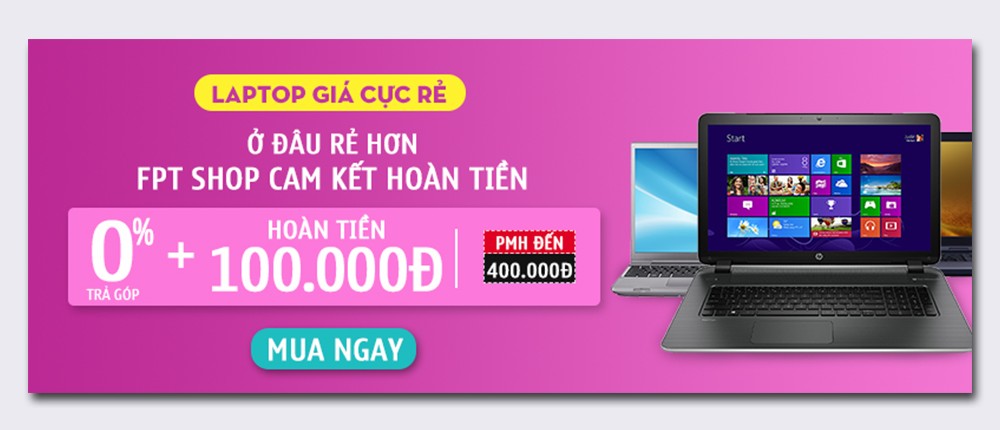 LAPTOP GIÁ CỰC RẺ
Ở ĐÂU RẺ HƠN
FPT SHOP CAM KẾT HOÀN TIỀN
0%
TRẢ GÓP
+
HOÀN TIỀN
100.000Đ
PMH ĐẾN
400.000Đ
MUA NGAY
Start
hp